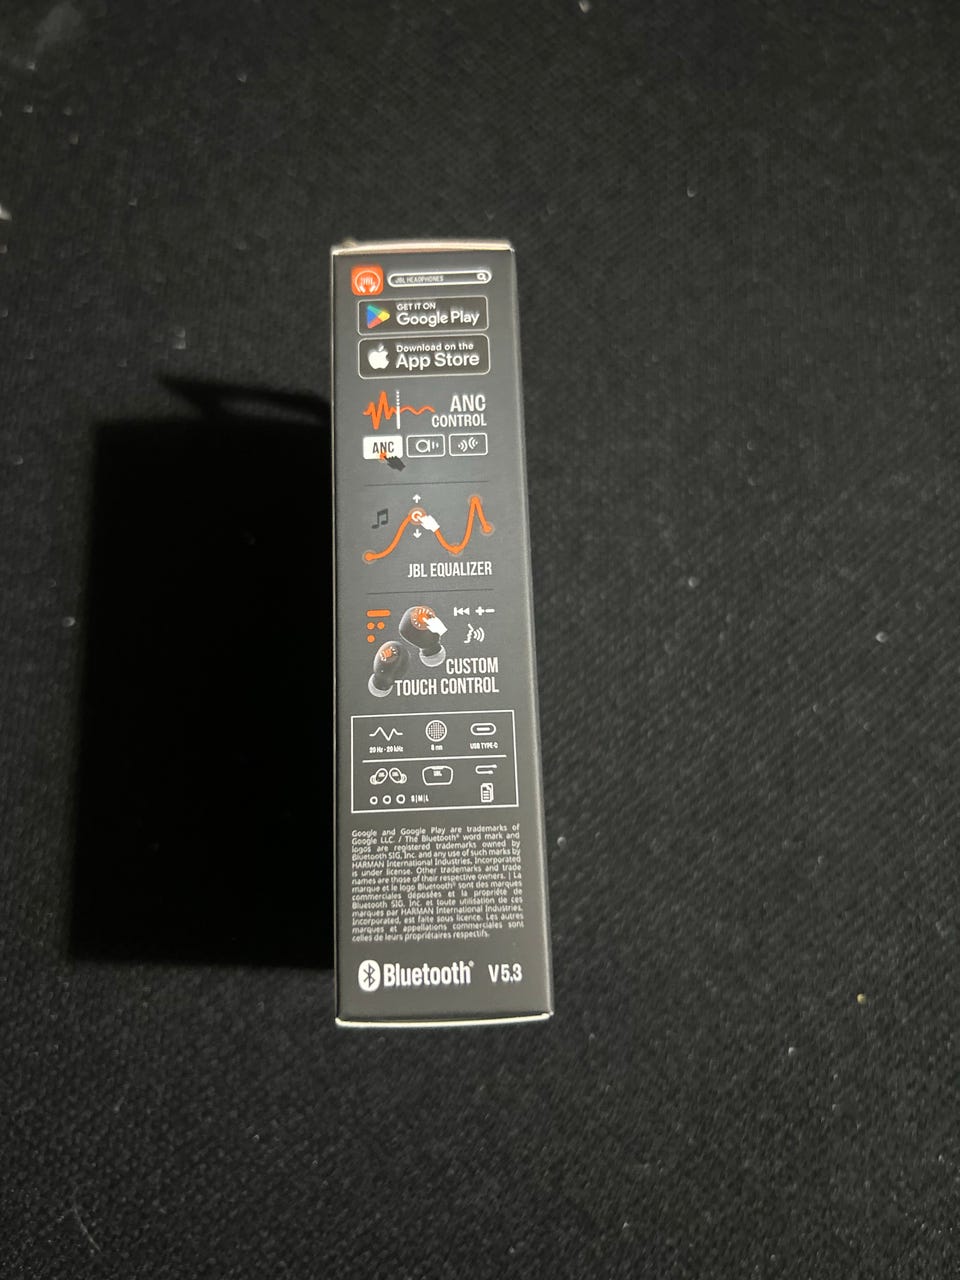 JBL
JBL HEADPHONES
GET IT ON
Google Play
Download on the
App Store
ANC
CONTROL
ANC
JBL EQUALIZER
CUSTOM
TOUCH CONTROL
20 Hz - 20 kHz
USB TYPE-C
JBL JBL JBL
S|M|L
Google and Google Play are trademarks of
Google LLC. / The Bluetooth® word mark and
logos are registered trademarks owned by
Bluetooth SIG, Inc. and any use of such marks by
HARMAN International Industries, Incorporated
is under license. Other trademarks and trade
names are those of their respective owners. | La
marque et le logo Bluetooth® sont des marques
commerciales déposées et la propriété de
Bluetooth SIG, Inc. et toute utilisation de ces
marques par HARMAN International Industries,
Incorporated, est faite sous licence. Les autres
marques et appellations commerciales sont
celles de leurs propriétaires respectifs.
Bluetooth® V 5.3